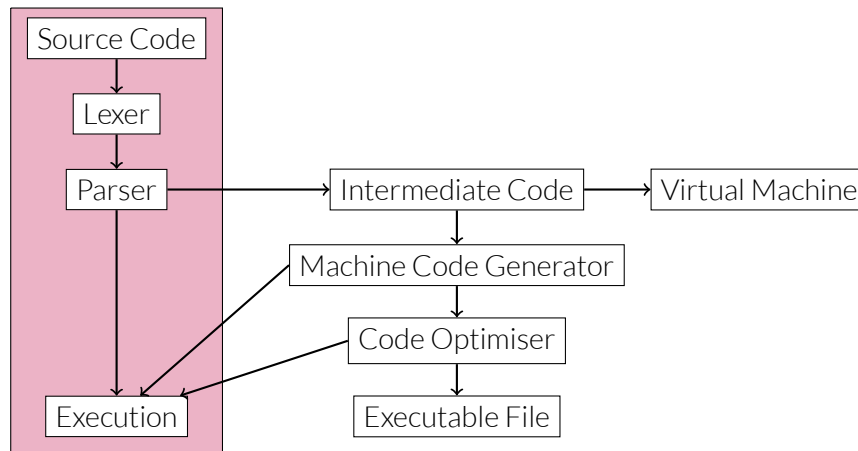 Source Code
Lexer
Parser
Intermediate Code
Virtual Machine
Machine Code Generator
Code Optimiser
Execution
Executable File